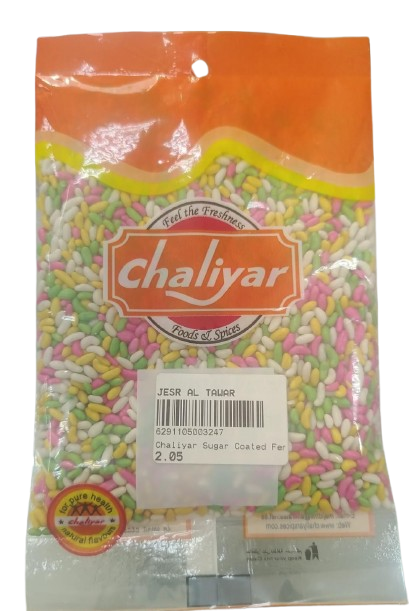 Feel the Freshness
Chaliyar
Foods & Spices
JESR AL TAWAR
6291105003247
Chaliyar Sugar Coated Fer
2.05
for pure health
chaliyar
natural flavour